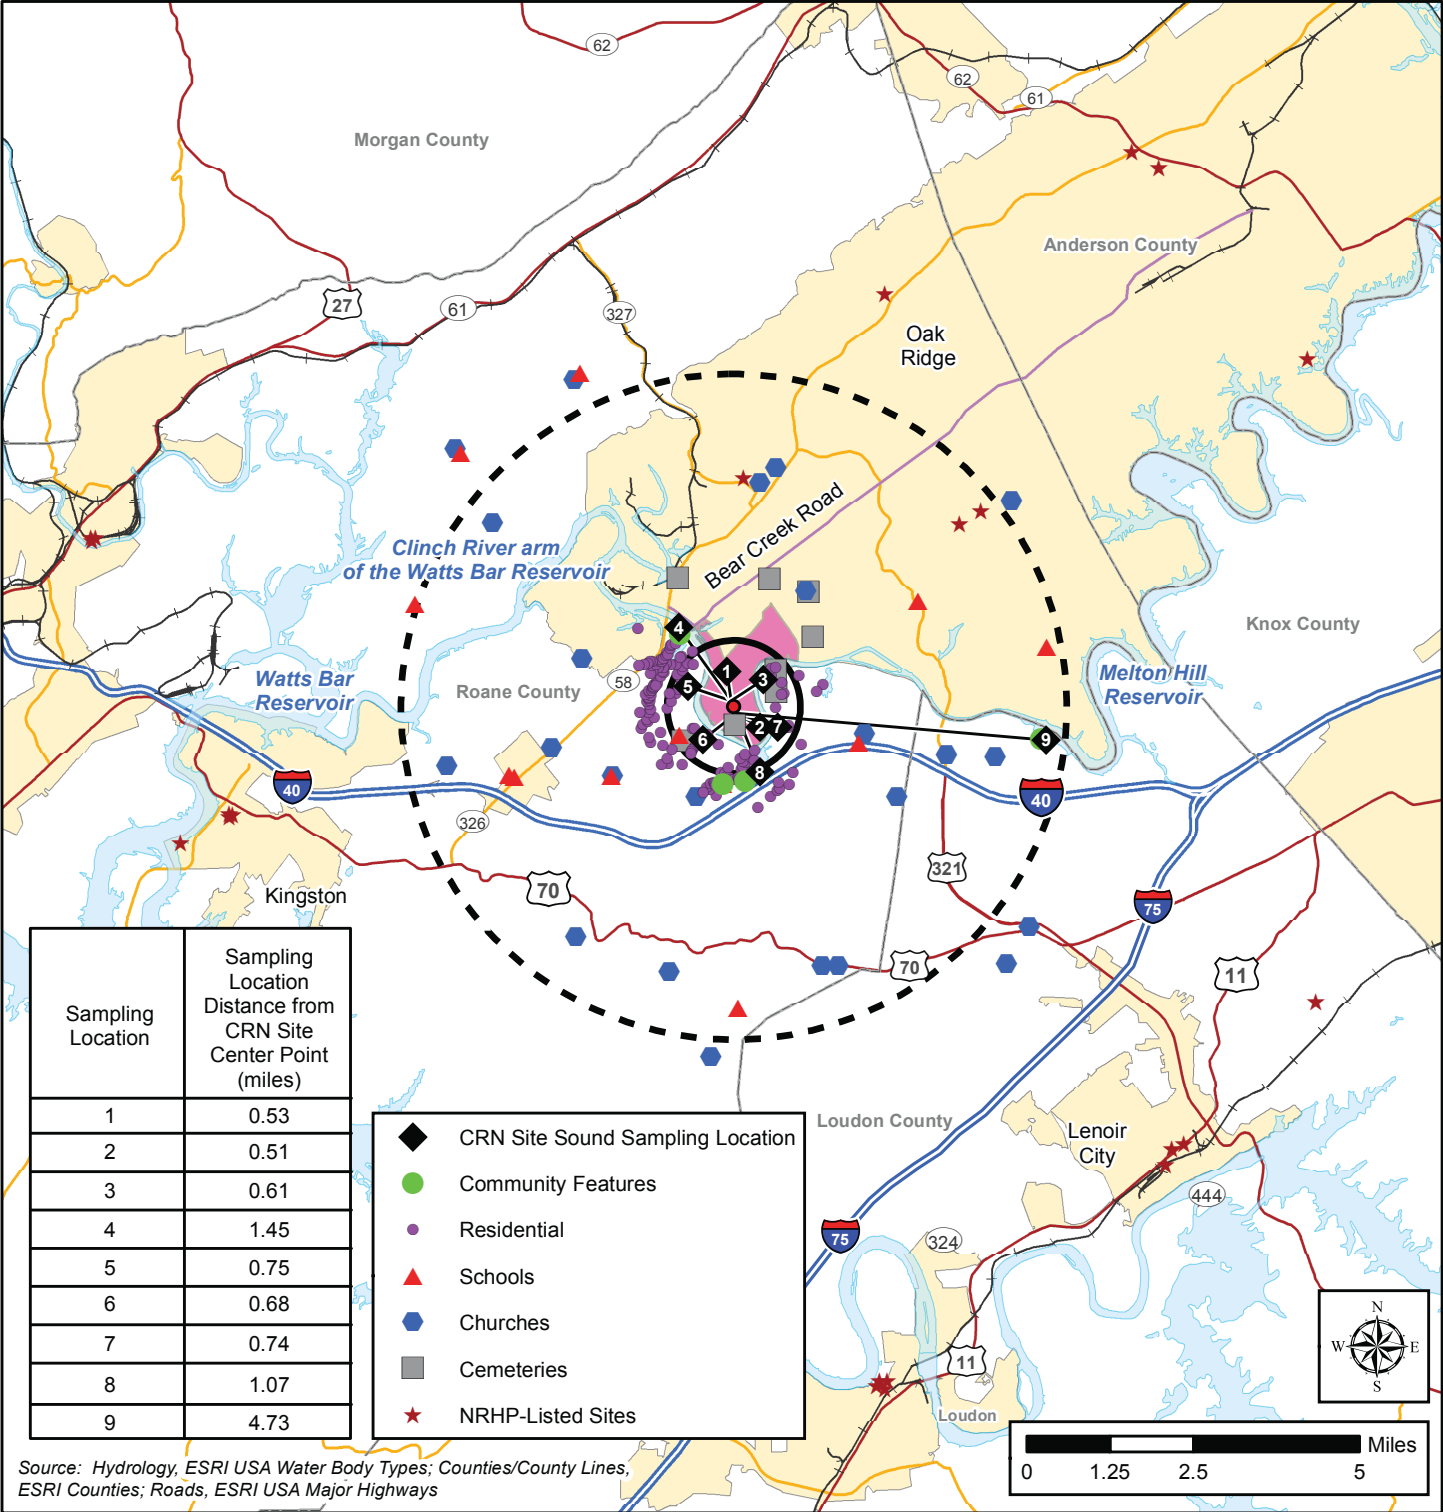 62
62
61
Morgan County
Anderson County
27
61
327
Oak
Ridge
Bear Creek Road
Clinch River arm
of the Watts Bar Reservoir
Knox County
4
Watts Bar
Reservoir
Roane County
58
1
5
3
Melton Hill
Reservoir
2
7
6
9
8
40
40
326
321
70
75
Kingston
70
11
Sampling
Location
Sampling
Location
Distance from
CRN Site
Center Point
(miles)
1 0.53
2 0.51
3 0.61
4 1.45
5 0.75
6 0.68
7 0.74
8 1.07
9 4.73
CRN Site Sound Sampling Location
Community Features
Residential
Schools
Churches
Cemeteries
NRHP-Listed Sites
Loudon County
Lenoir
City
444
75
324
11
Loudon
N
W E
S
Miles
0 1.25 2.5 5
Source: Hydrology, ESRI USA Water Body Types; Counties/County Lines,
ESRI Counties; Roads, ESRI USA Major Highways